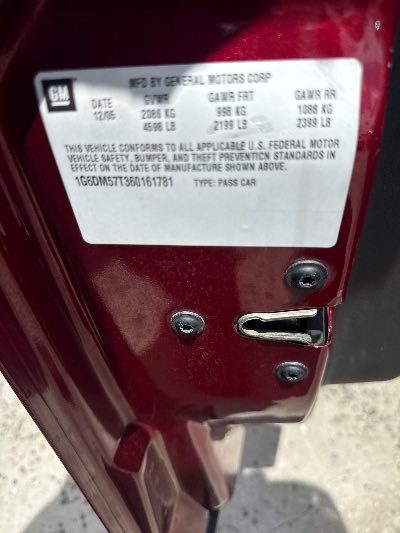 GM
MFD BY GENERAL MOTORS CORP
DATE GVWR GAWR FRT GAWR RR
12/05 2086 KG 998 KG 1088 KG
4598 LB 2199 LB 2399 LB
THIS VEHICLE CONFORMS TO ALL APPLICABLE U.S. FEDERAL MOTOR
VEHICLE SAFETY, BUMPER, AND THEFT PREVENTION STANDARDS IN
EFFECT ON THE DATE OF MANUFACTURE SHOWN ABOVE.
1G6DM57T360161781 TYPE: PASS CAR